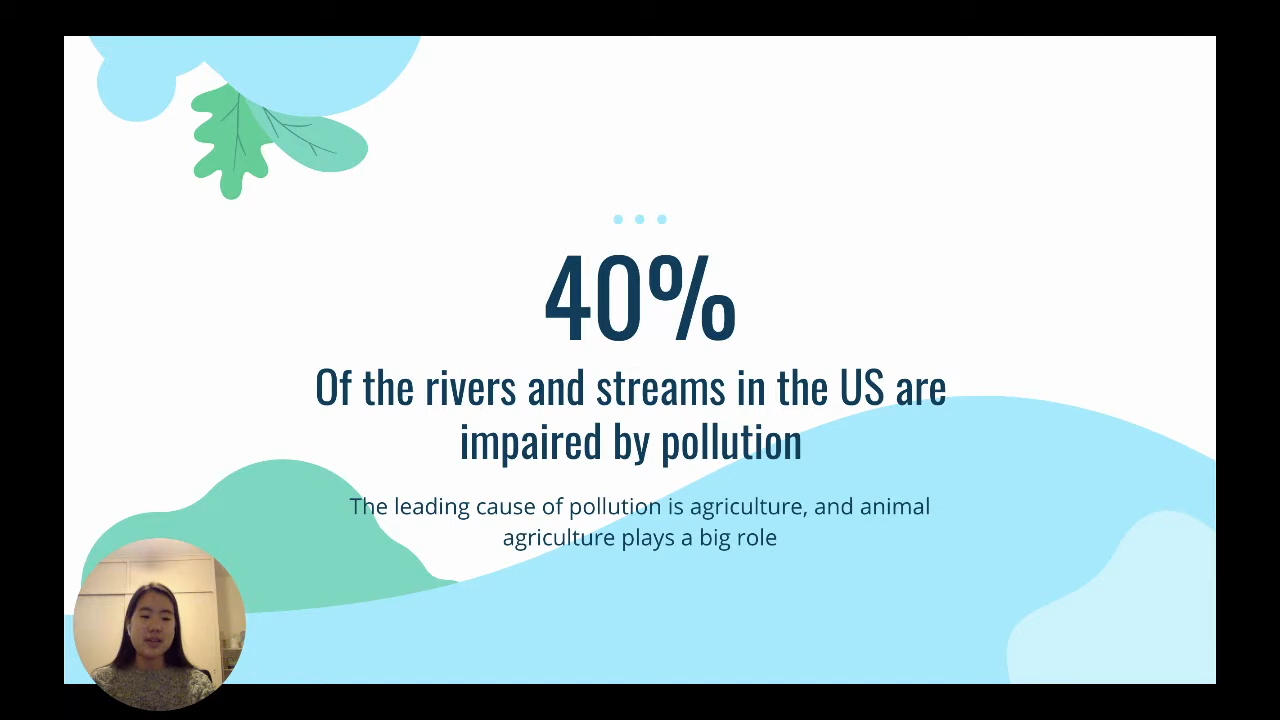 40%
Of the rivers and streams in the US are
impaired by pollution
The leading cause of pollution is agriculture, and animal
agriculture plays a big role